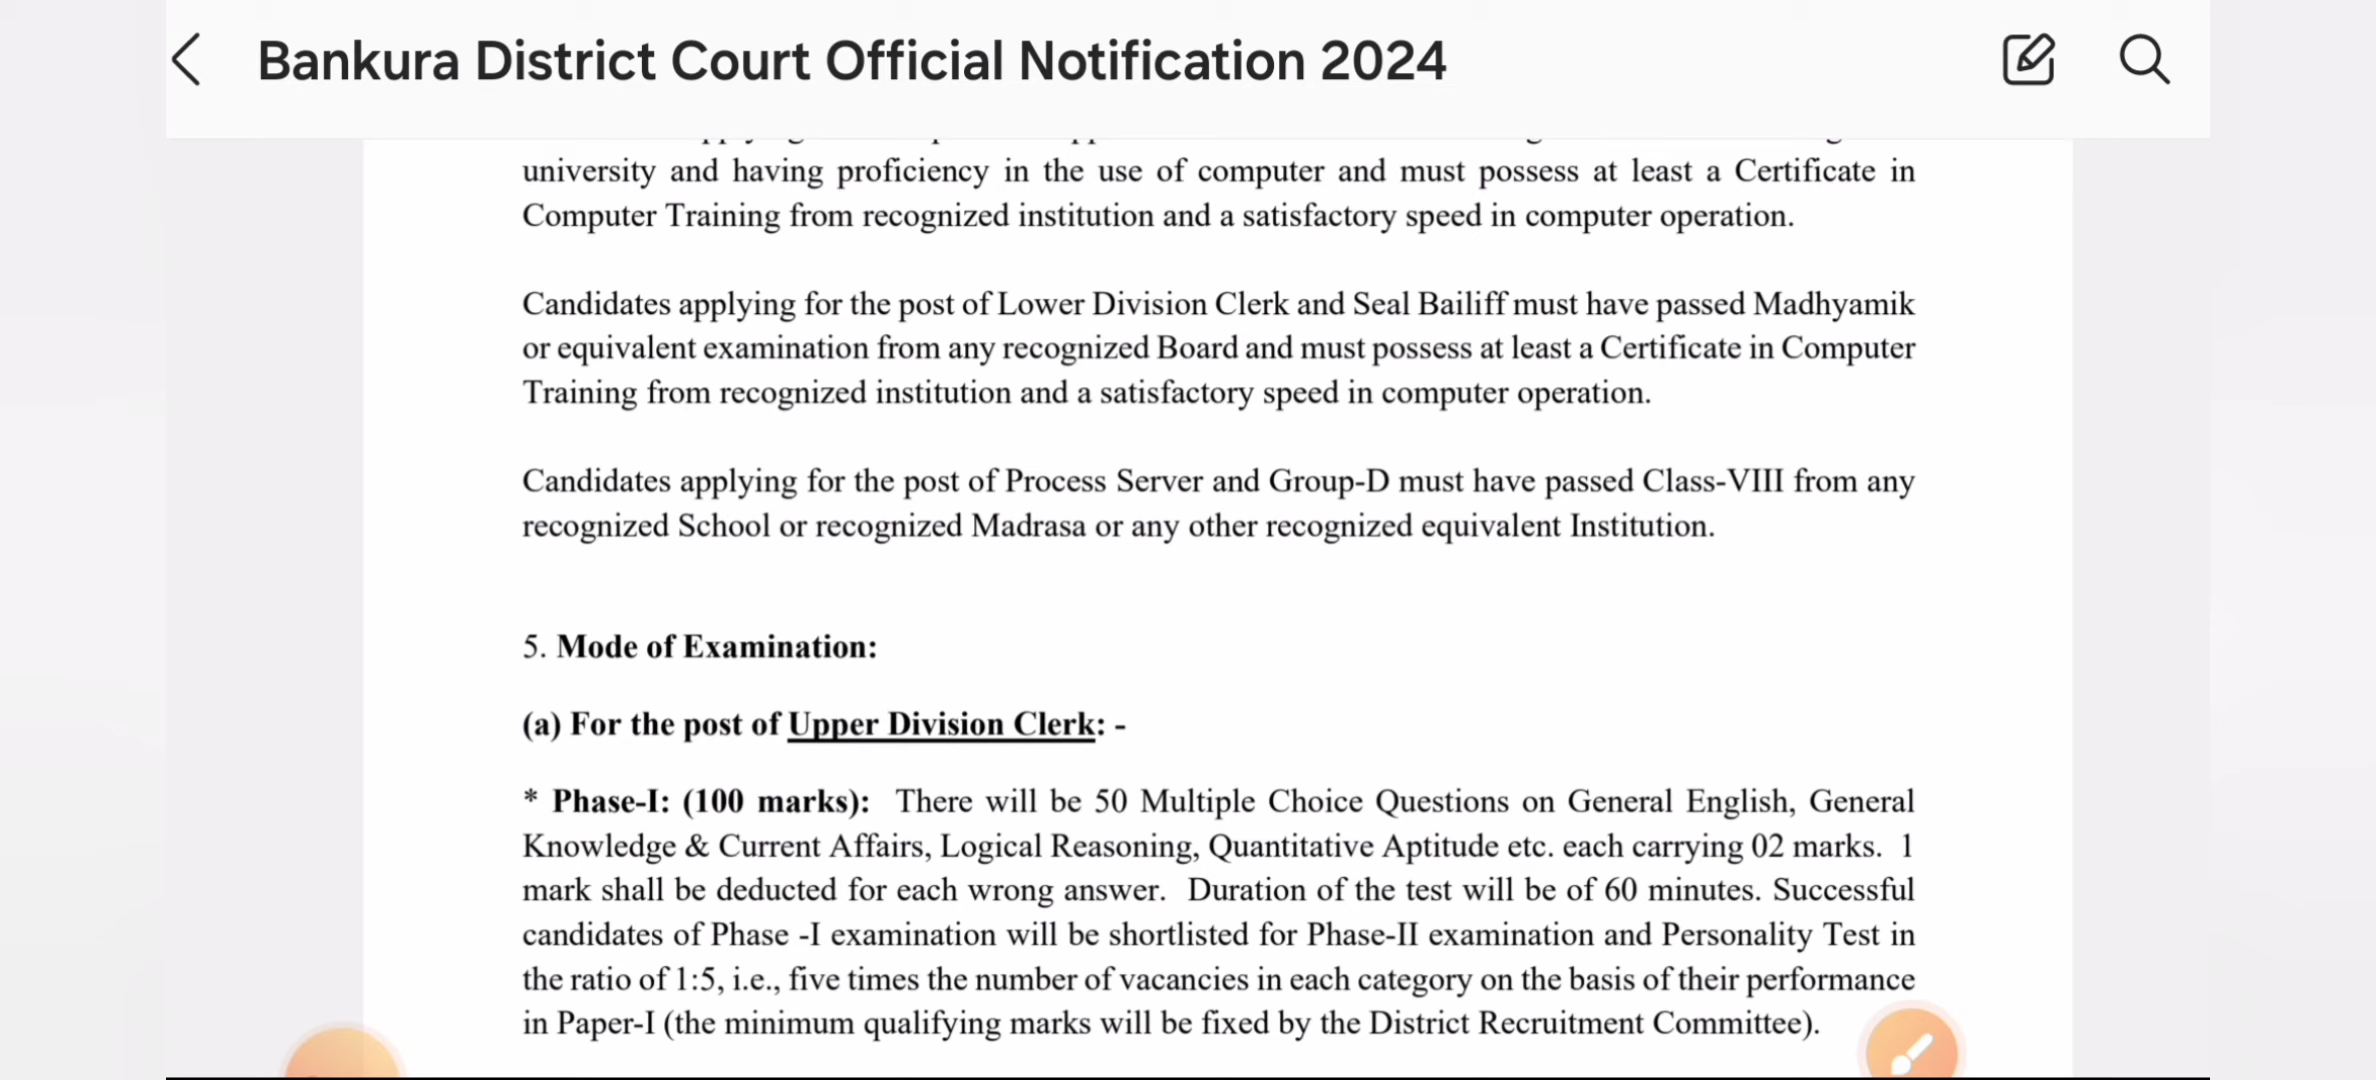 Bankura District Court Official Notification 2024
university and having proficiency in the use of computer and must possess at least a Certificate in
Computer Training from recognized institution and a satisfactory speed in computer operation.
Candidates applying for the post of Lower Division Clerk and Seal Bailiff must have passed Madhyamik
or equivalent examination from any recognized Board and must possess at least a Certificate in Computer
Training from recognized institution and a satisfactory speed in computer operation.
Candidates applying for the post of Process Server and Group-D must have passed Class-VIII from any
recognized School or recognized Madrasa or any other recognized equivalent Institution.
5. Mode of Examination:
(a) For the post of Upper Division Clerk: -
* Phase-I: (100 marks): There will be 50 Multiple Choice Questions on General English, General
Knowledge & Current Affairs, Logical Reasoning, Quantitative Aptitude etc. each carrying 02 marks. 1
mark shall be deducted for each wrong answer. Duration of the test will be of 60 minutes. Successful
candidates of Phase -I examination will be shortlisted for Phase-II examination and Personality Test in
the ratio of 1:5, i.e., five times the number of vacancies in each category on the basis of their performance
in Paper-I (the minimum qualifying marks will be fixed by the District Recruitment Committee).